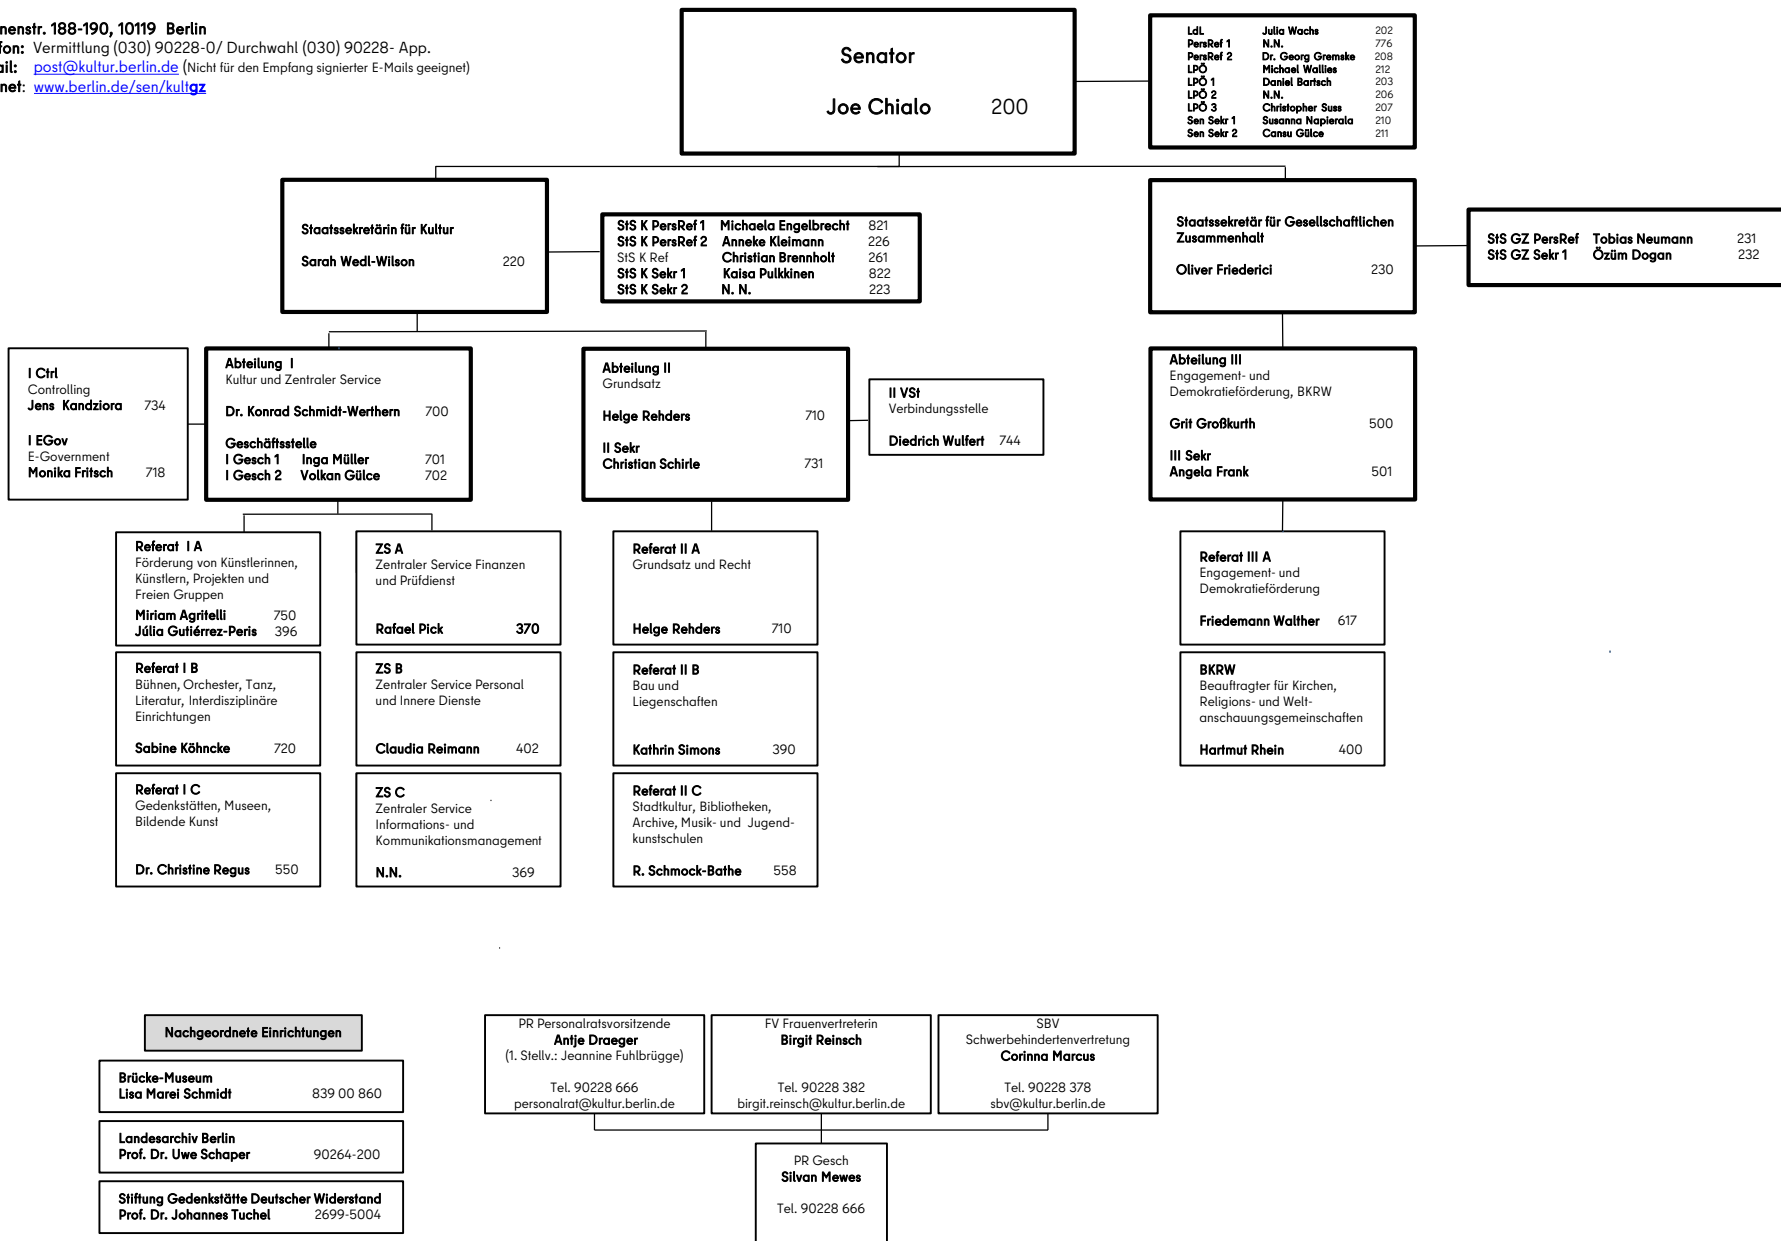 188-190, 10119 Berlin
Vermittlung (030) 90228-0/ Durchwahl (030) 90228- App.
post@kultur.berlin.de (Nicht für den Empfang signierter E-Mails geeignet)
www.berlin.de/sen/kultgz
Senator
Joe Chialo 200
LdL Julia Wachs 202
PersRef 1 N.N. 776
PersRef 2 Dr. Georg Gremske 208
LPÖ Michael Wallies 212
LPÖ 1 Daniel Bartsch 203
LPÖ 2 N.N. 206
LPÖ 3 Christopher Suss 207
Sen Sekr 1 Susanna Napierala 210
Sen Sekr 2 Cansu Gülce 211
Staatssekretärin für Kultur
Sarah Wedl-Wilson 220
StS K PersRef 1 Michaela Engelbrecht 821
StS K PersRef 2 Anneke Kleimann 226
StS K Ref Christian Brennholt 261
StS K Sekr 1 Kaisa Pulkkinen 822
StS K Sekr 2 N. N. 223
Staatssekretär für Gesellschaftlichen
Zusammenhalt
Oliver Friederici 230
StS GZ PersRef Tobias Neumann 231
StS GZ Sekr 1 Özüm Dogan 232
I Ctrl
Controlling
Jens Kandziora 734
I EGov
E-Government
Monika Fritsch 718
Abteilung I
Kultur und Zentraler Service
Dr. Konrad Schmidt-Werthern 700
Geschäftsstelle
I Gesch 1 Inga Müller 701
I Gesch 2 Volkan Gülce 702
Abteilung II
Grundsatz
Helge Rehders 710
II Sekr
Christian Schirle 731
II VSt
Verbindungsstelle
Diedrich Wulfert 744
Abteilung III
Engagement- und
Demokratieförderung, BKRW
Grit Großkurth 500
III Sekr
Angela Frank 501
Referat I A
Förderung von Künstlerinnen,
Künstlern, Projekten und
Freien Gruppen
Miriam Agritelli 750
Júlia Gutiérrez-Peris 396
ZS A
Zentraler Service Finanzen
und Prüfdienst
Rafael Pick 370
Referat II A
Grundsatz und Recht
Helge Rehders 710
Referat III A
Engagement- und
Demokratieförderung
Friedemann Walther 617
Referat I B
Bühnen, Orchester, Tanz,
Literatur, Interdisziplinäre
Einrichtungen
Sabine Köhncke 720
ZS B
Zentraler Service Personal
und Innere Dienste
Claudia Reimann 402
Referat II B
Bau und
Liegenschaften
Kathrin Simons 390
BKRW
Beauftragter für Kirchen,
Religions- und Welt-
anschauungsgemeinschaften
Hartmut Rhein 400
Referat I C
Gedenkstätten, Museen,
Bildende Kunst
Dr. Christine Regus 550
ZS C
Zentraler Service
Informations- und
Kommunikationsmanagement
N.N. 369
Referat II C
Stadtkultur, Bibliotheken,
Archive, Musik- und Jugend-
kunstschulen
R. Schmock-Bathe 558
Nachgeordnete Einrichtungen
Brücke-Museum
Lisa Marei Schmidt 839 00 860
Landesarchiv Berlin
Prof. Dr. Uwe Schaper 90264-200
Stiftung Gedenkstätte Deutscher Widerstand
Prof. Dr. Johannes Tuchel 2699-5004
PR Personalratsvorsitzende
Antje Draeger
(1. Stellv.: Jeannine Fuhlbrügge)
Tel. 90228 666
personalrat@kultur.berlin.de
FV Frauenvertreterin
Birgit Reinsch
Tel. 90228 382
birgit.reinsch@kultur.berlin.de
SBV
Schwerbehindertenvertretung
Corinna Marcus
Tel. 90228 378
sbv@kultur.berlin.de
PR Gesch
Silvan Mewes
Tel. 90228 666